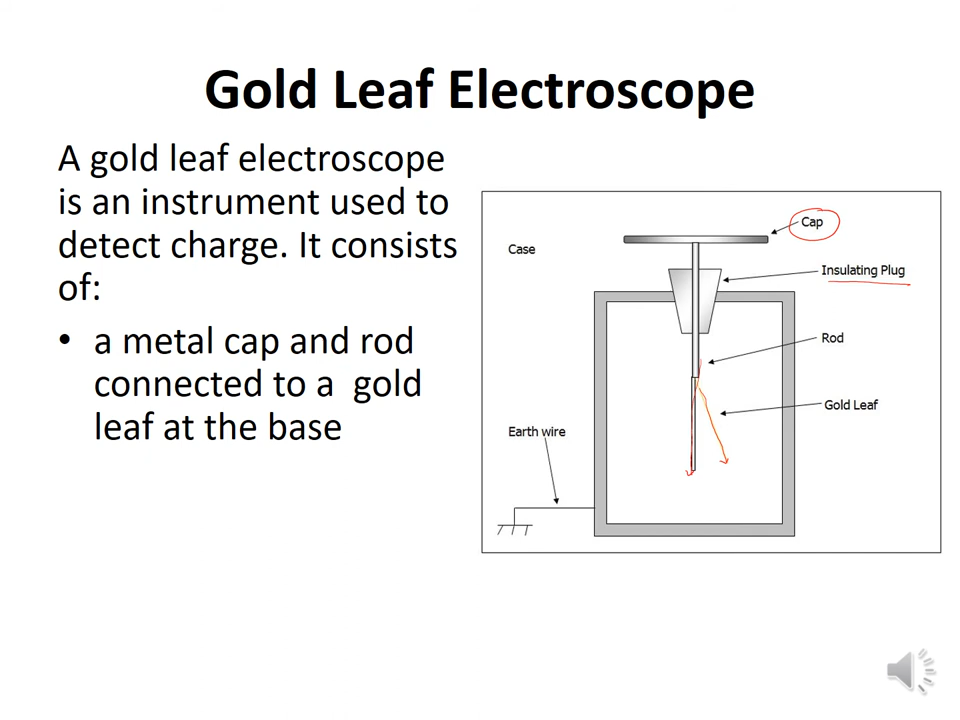 Gold Leaf Electroscope
A gold leaf electroscope
is an instrument used to
detect charge. It consists
of:
• a metal cap and rod
connected to a gold
leaf at the base
Cap
Case
Insulating Plug
Rod
Gold Leaf
Earth wire